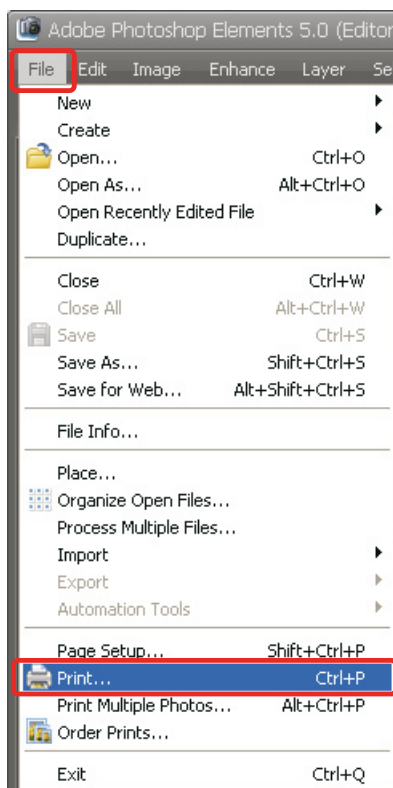 Adobe Photoshop Elements 5.0 (Editor
File Edit Image Enhance Layer Se
New
Create
Open... Ctrl+O
Open As... Alt+Ctrl+O
Open Recently Edited File
Duplicate...
Close Ctrl+W
Close All Alt+Ctrl+W
Save Ctrl+S
Save As... Shift+Ctrl+S
Save for Web... Alt+Shift+Ctrl+S
File Info...
Place...
Organize Open Files...
Process Multiple Files...
Import
Export
Automation Tools
Page Setup... Shift+Ctrl+P
Print... Ctrl+P
Print Multiple Photos... Alt+Ctrl+P
Order Prints...
Exit Ctrl+Q